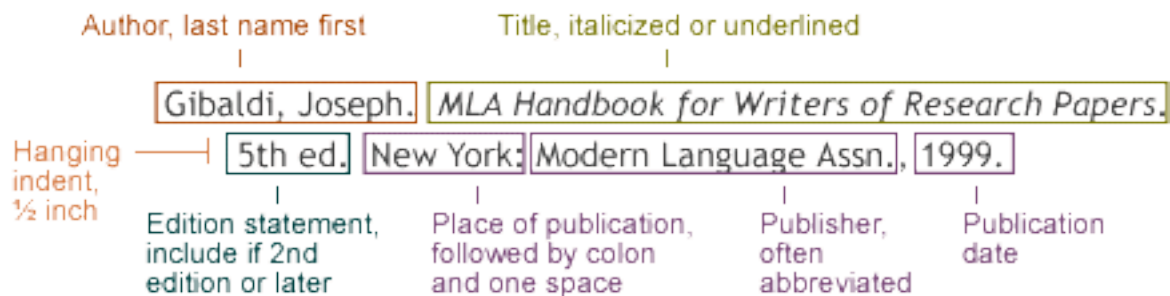 Author, last name first
Title, italicized or underlined
Gibaldi, Joseph. MLA Handbook for Writers of Research Papers.
5th ed. New York: Modern Language Assn., 1999.
Hanging
indent,
½ inch
Edition statement,
include if 2nd
edition or later
Place of publication,
followed by colon
and one space
Publisher,
often
abbreviated
Publication
date